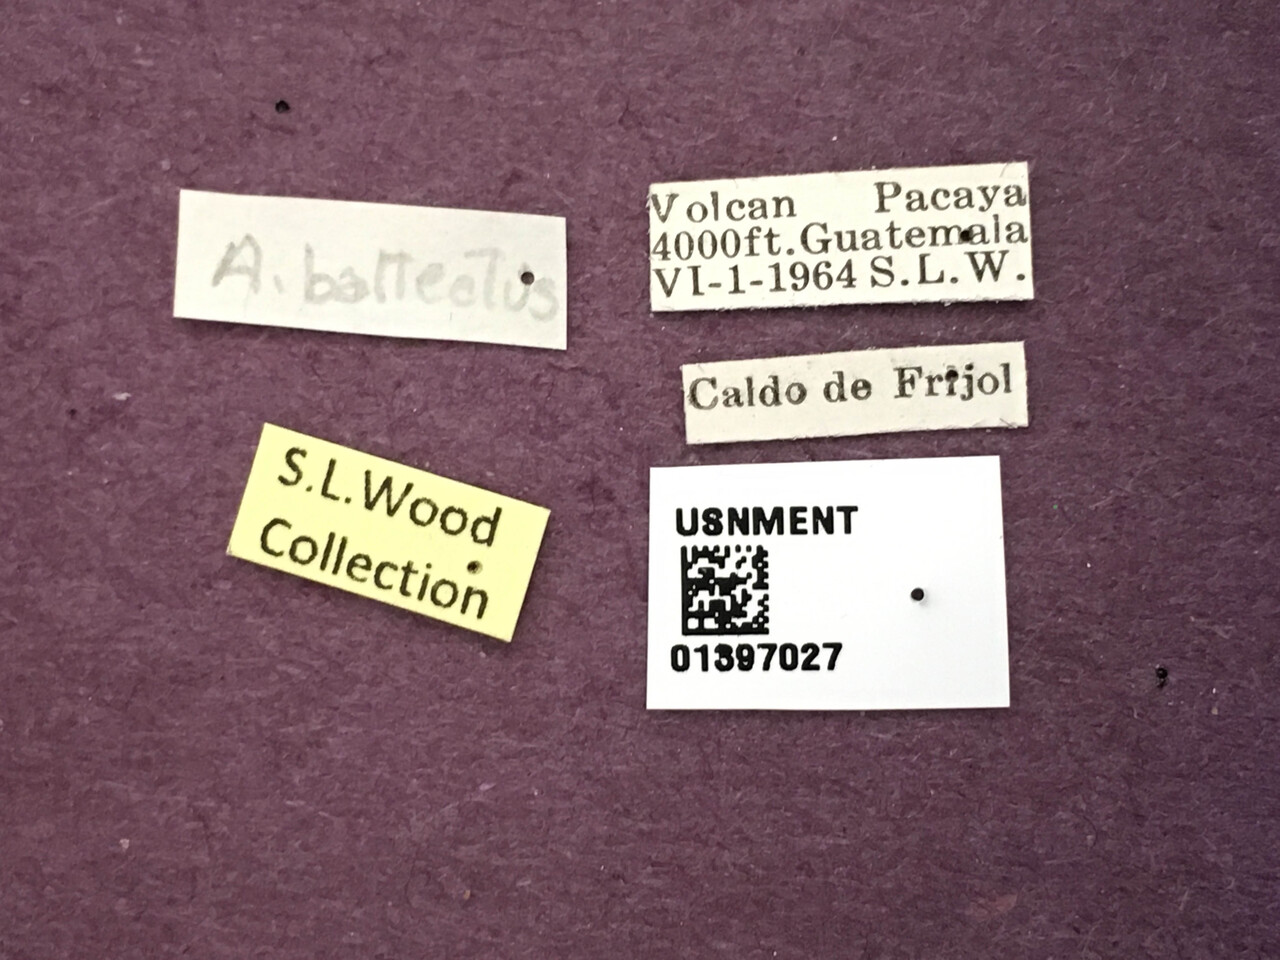 A. balteatus
Volcan Pacaya
4000ft. Guatemala
VI-1-1964 S.L.W.
Caldo de Frijol
S.L.Wood
Collection
USNMENT
01397027